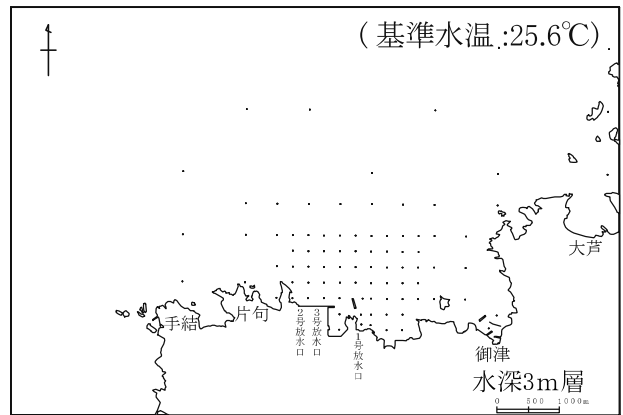 (基準水温:25.6℃)
大芦
手結
片句
2号放水口
3号放水口
1号放水口
御津
水深3m層
0 500 1000m